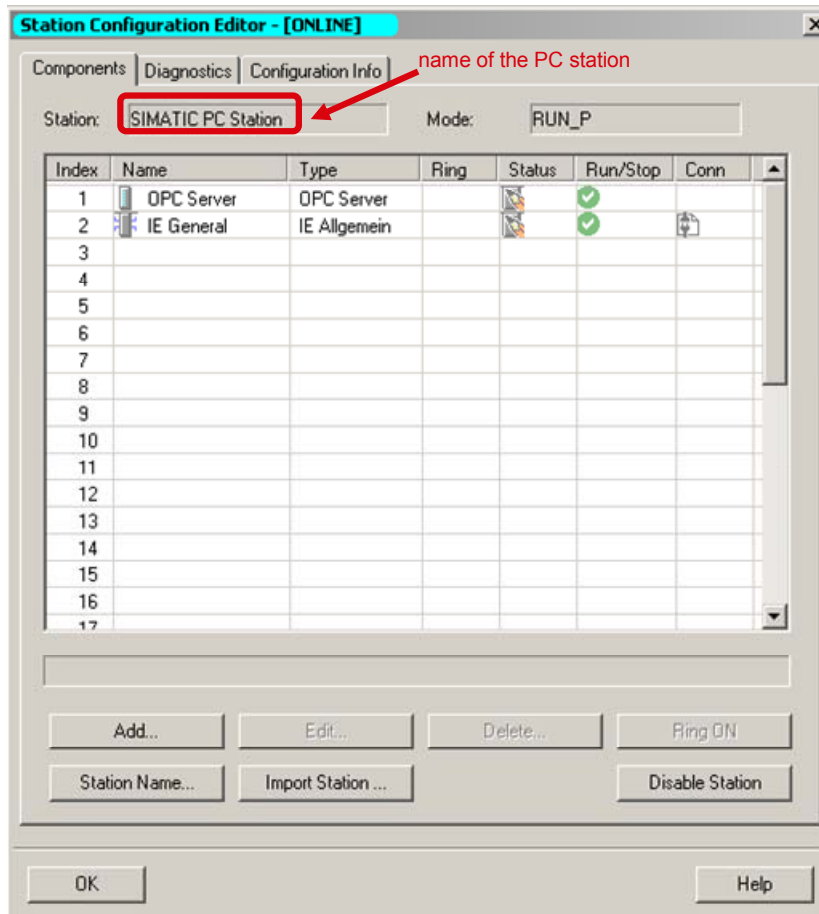 Station Configuration Editor - [ONLINE]
Components Diagnostics Configuration Info
name of the PC station
Station: SIMATIC PC Station Mode: RUN_P
Index Name Type Ring Status Run/Stop Conn
1 OPC Server OPC Server
2 IE General IE Allgemein
3
4
5
6
7
8
9
10
11
12
13
14
15
16
17
Add... Edit... Delete... Ring ON
Station Name... Import Station ... Disable Station
OK Help